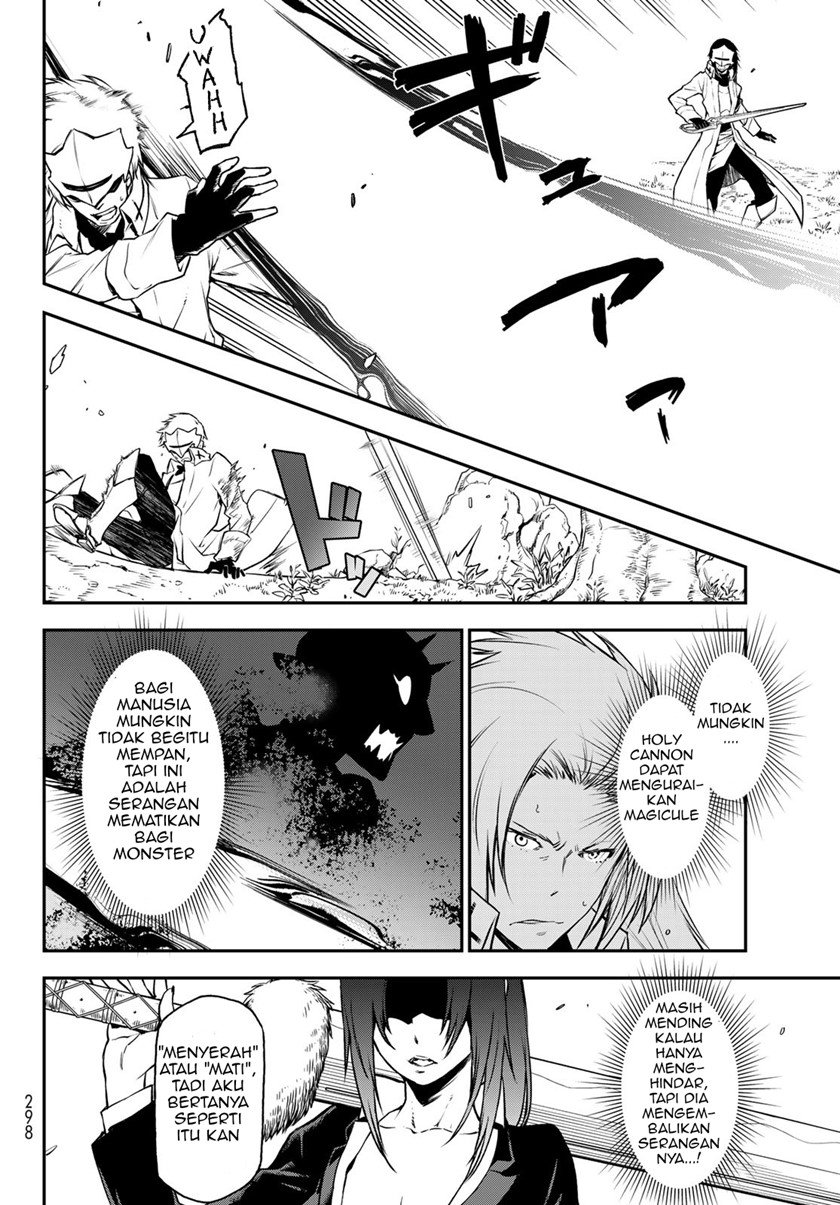 UWAHH
ギュ
アァ
ドド
TIDAK
MUNGKIN
....
HOLY
CANNON
DAPAT
MENGURAI-
KAN
MAGICULE
BAGI
MANUSIA
MUNGKIN
TIDAK BEGITU
MEMPAN,
TAPI INI
ADALAH
SERANGAN
MEMATIKAN
BAGI
MONSTER
MASIH
MENDING
KALAU
HANYA
MENG-
HINDAR,
TAPI DIA
MENGEM-
BALIKAN
SERANGAN
NYA...!
"MENYERAH"
ATAU "MATI",
TADI AKU
BERTANYA
SEPERTI
ITU KAN
298